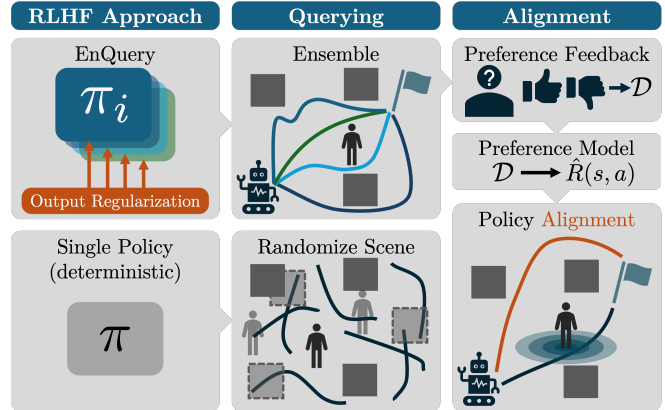 RLHF Approach
Querying
Alignment
EnQuery
π_i
Output Regularization
Single Policy
(deterministic)
π
Ensemble
Randomize Scene
Preference Feedback
?
→𝒟
Preference Model
𝒟 → R̂(s, a)
Policy Alignment